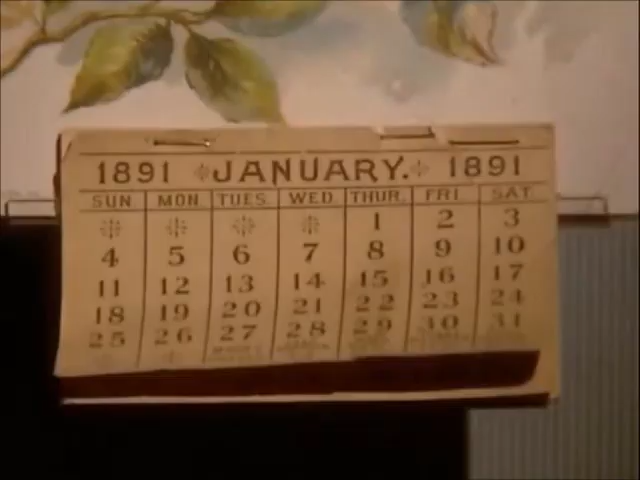 1891 JANUARY. 1891
SUN MON. TUES. WED. THUR. FRI SAT.
1 2 3
4 5 6 7 8 9 10
11 12 13 14 15 16 17
18 19 20 21 22 23 24
25 26 27 28 29 30 31